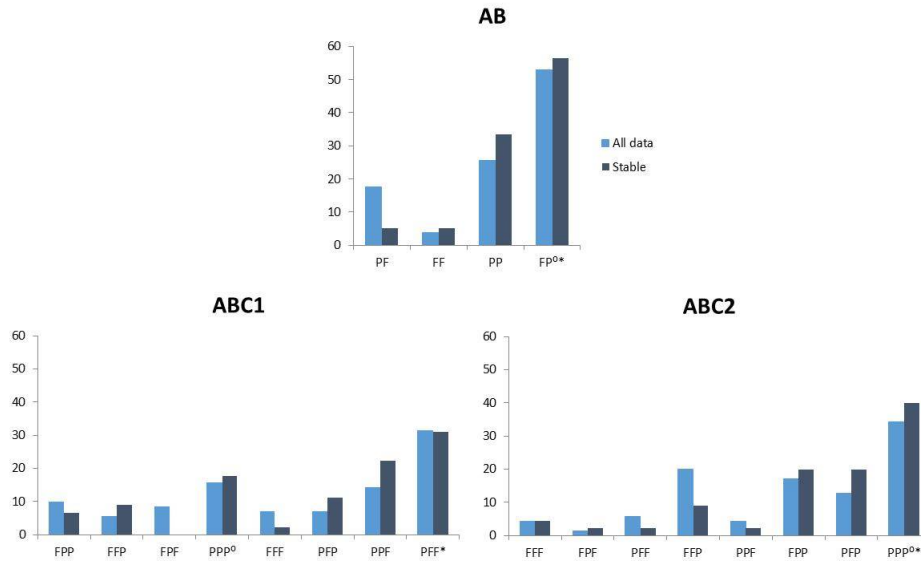 AB
60
50
40
30
20
10
0
PF FF PP FP⁰*
All data
Stable
ABC1
60
50
40
30
20
10
0
FPP FFP FPF PPP⁰ FFF PFP PPF PFF*
ABC2
60
50
40
30
20
10
0
FFF FPF PFF FFP PPF FPP PFP PPP⁰*